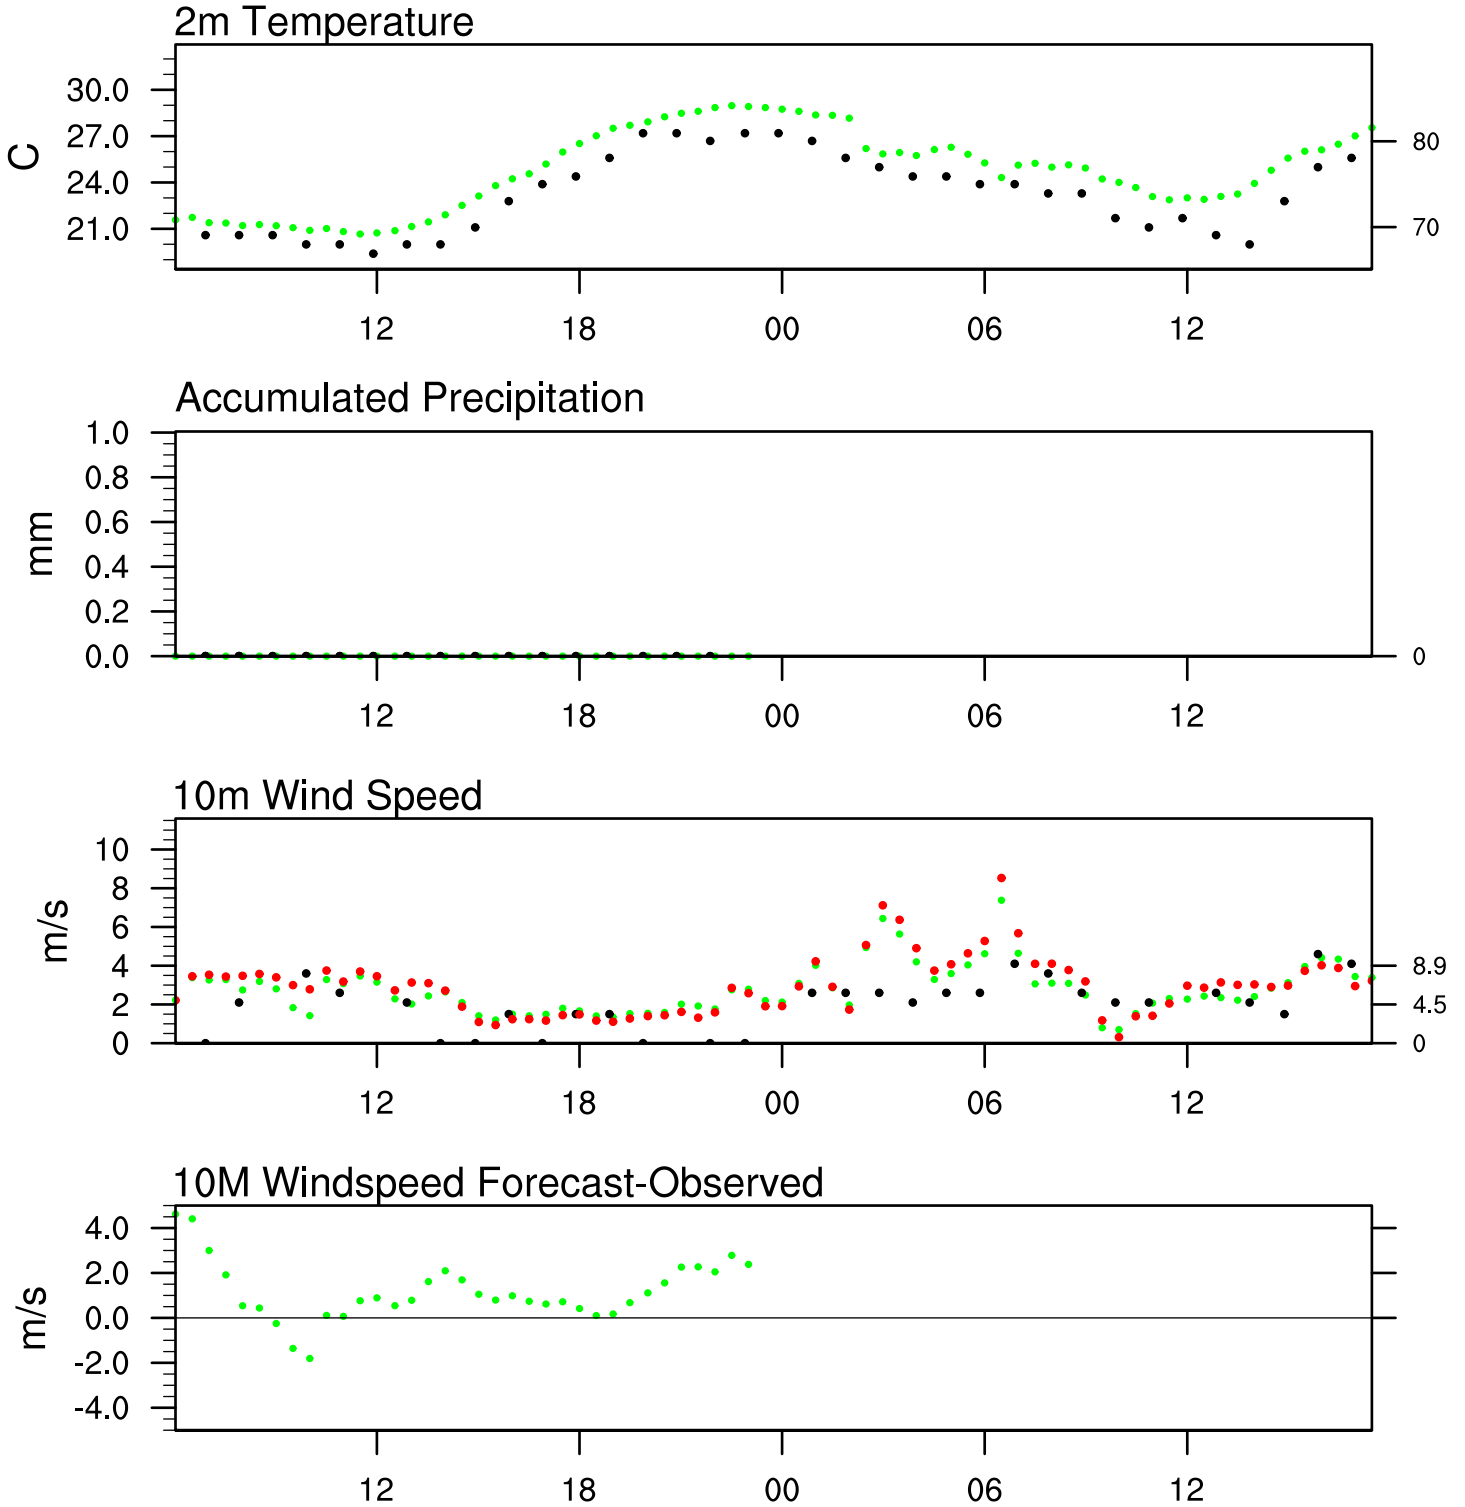 2m Temperature
30.0
27.0
24.0
21.0
C
80
70
12 18 00 06 12
Accumulated Precipitation
1.0
0.8
0.6
0.4
0.2
0.0
mm
0
12 18 00 06 12
10m Wind Speed
10
8
6
4
2
0
m/s
8.9
4.5
0
12 18 00 06 12
10M Windspeed Forecast-Observed
4.0
2.0
0.0
-2.0
-4.0
m/s
12 18 00 06 12